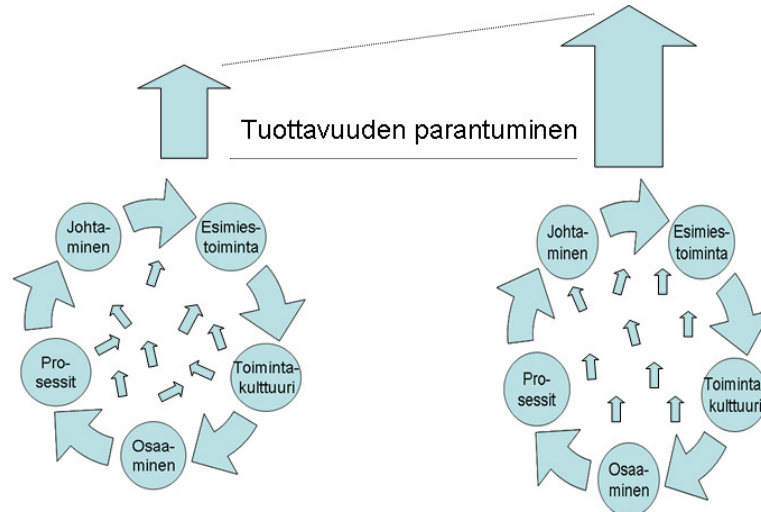 Tuottavuuden parantuminen
Johta-
minen
Esimies-
toiminta
Toiminta-
kulttuuri
Osaa-
minen
Pro-
sessit
Johta-
minen
Esimies-
toiminta
Toiminta-
kulttuuri
Osaa-
minen
Pro-
sessit